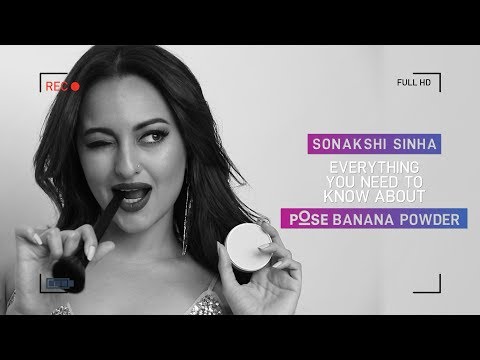 REC
FULL HD
SONAKSHI SINHA
EVERYTHING
YOU NEED TO
KNOW ABOUT
POSE BANANA POWDER